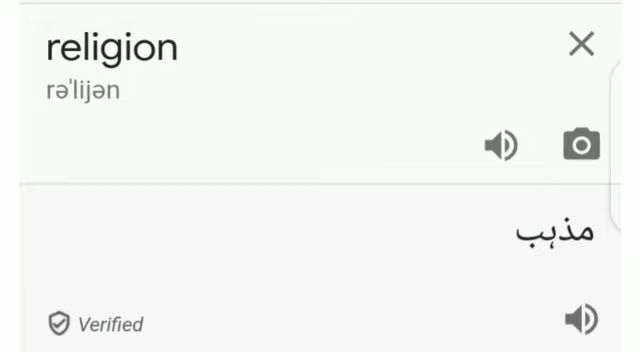 religion
rə'lijən
مذہب
Verified